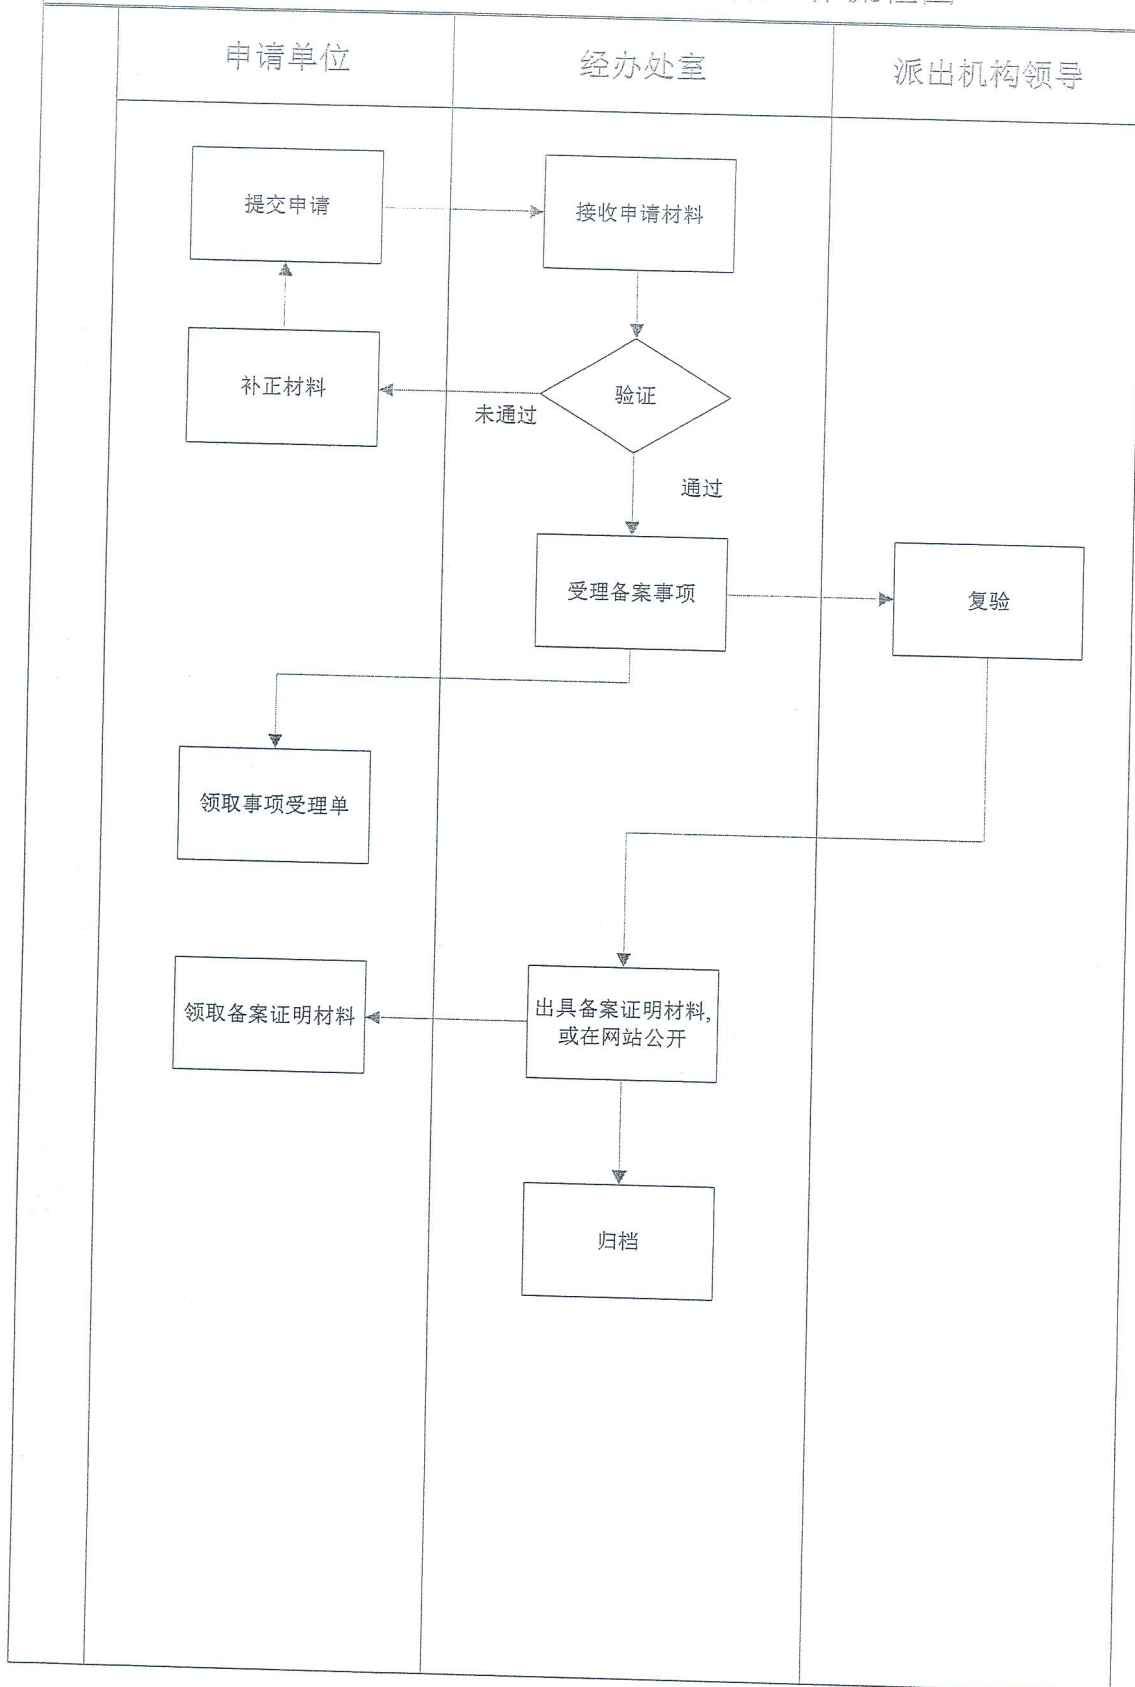 申请单位
经办处室
派出机构领导
提交申请
接收申请材料
补正材料
验证
未通过
通过
受理备案事项
复验
领取事项受理单
领取备案证明材料
出具备案证明材料,
或在网站公开
归档